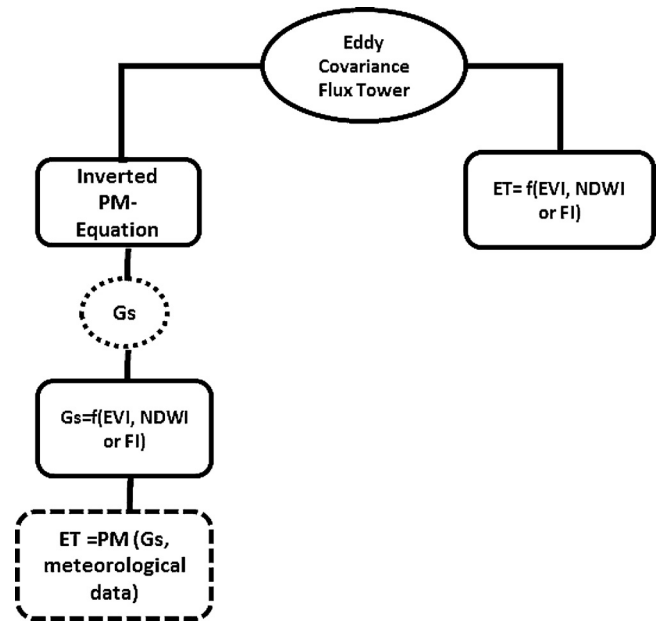 Eddy
Covariance
Flux Tower
Inverted
PM-
Equation
ET= f(EVI, NDWI
or FI)
Gs
Gs=f(EVI, NDWI
or FI)
ET =PM (Gs,
meteorological
data)